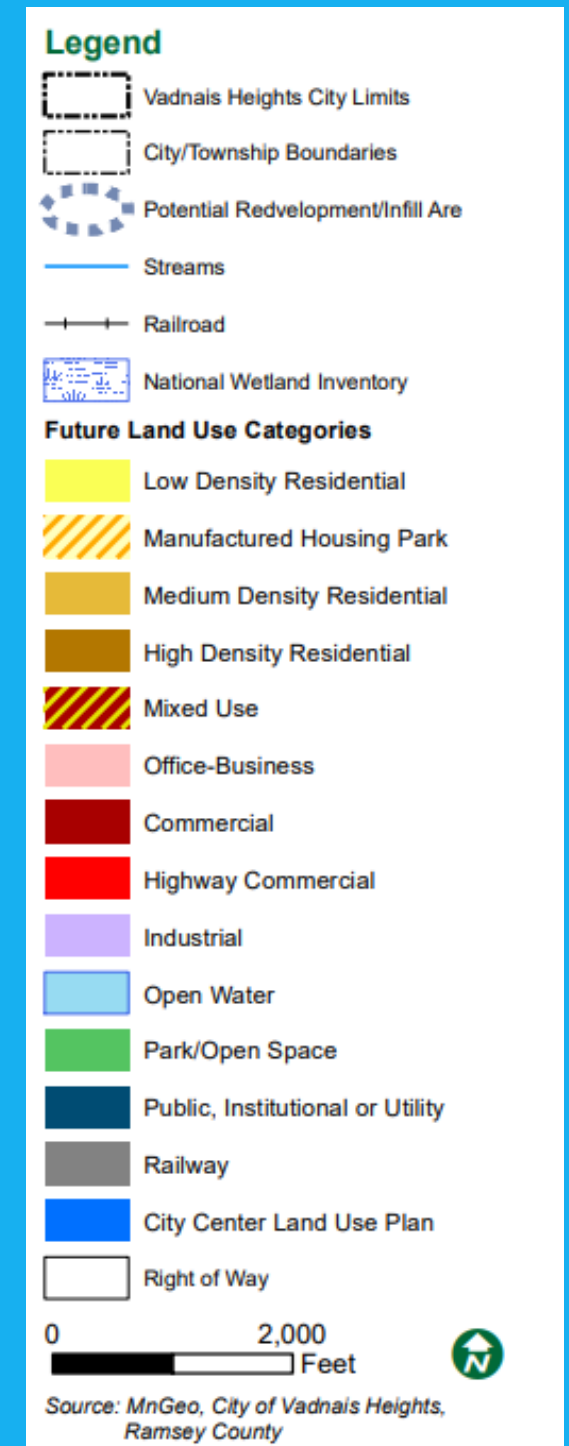 Legend
Vadnais Heights City Limits
City/Township Boundaries
Potential Redvelopment/Infill Are
Streams
Railroad
National Wetland Inventory
Future Land Use Categories
Low Density Residential
Manufactured Housing Park
Medium Density Residential
High Density Residential
Mixed Use
Office-Business
Commercial
Highway Commercial
Industrial
Open Water
Park/Open Space
Public, Institutional or Utility
Railway
City Center Land Use Plan
Right of Way
0 2,000
Feet
N
Source: MnGeo, City of Vadnais Heights,
Ramsey County